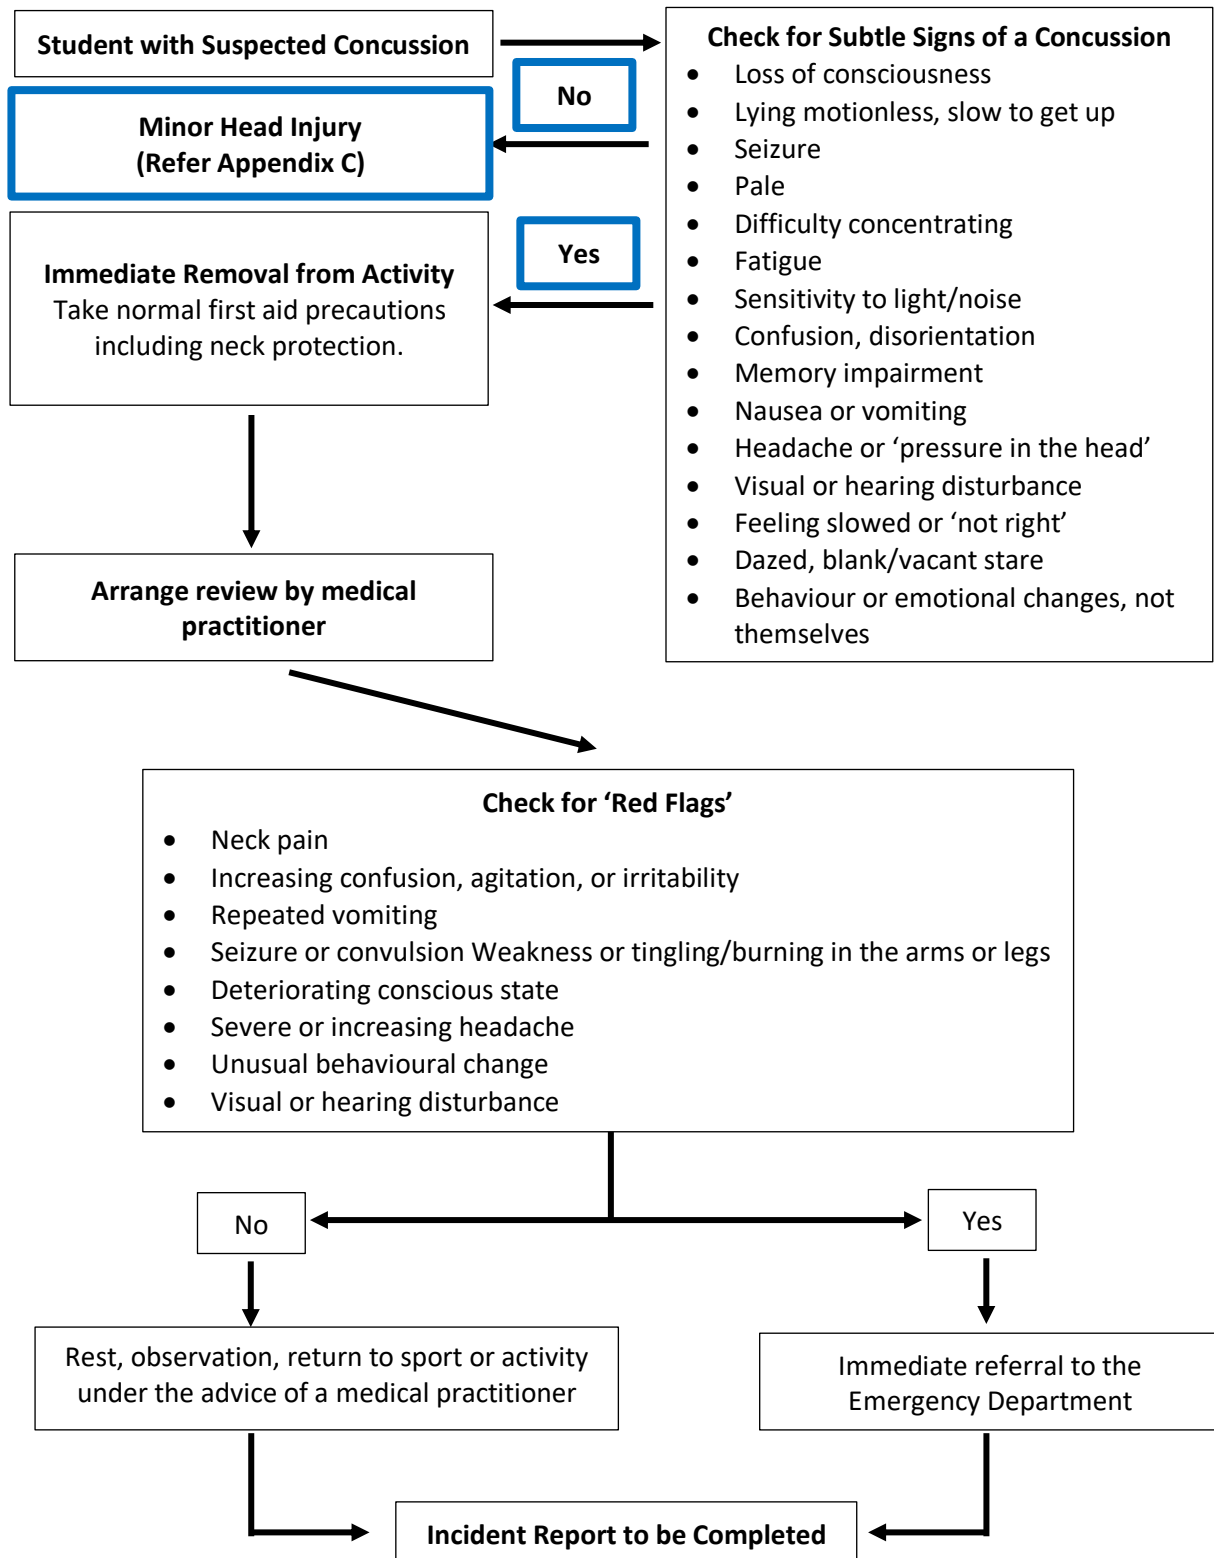 Student with Suspected Concussion
Check for Subtle Signs of a Concussion
• Loss of consciousness
• Lying motionless, slow to get up
• Seizure
• Pale
• Difficulty concentrating
• Fatigue
• Sensitivity to light/noise
• Confusion, disorientation
• Memory impairment
• Nausea or vomiting
• Headache or ‘pressure in the head’
• Visual or hearing disturbance
• Feeling slowed or ‘not right’
• Dazed, blank/vacant stare
• Behaviour or emotional changes, not
themselves
No
Minor Head Injury
(Refer Appendix C)
Yes
Immediate Removal from Activity
Take normal first aid precautions
including neck protection.
Arrange review by medical
practitioner
Check for ‘Red Flags’
• Neck pain
• Increasing confusion, agitation, or irritability
• Repeated vomiting
• Seizure or convulsion Weakness or tingling/burning in the arms or legs
• Deteriorating conscious state
• Severe or increasing headache
• Unusual behavioural change
• Visual or hearing disturbance
No
Yes
Rest, observation, return to sport or activity
under the advice of a medical practitioner
Immediate referral to the
Emergency Department
Incident Report to be Completed